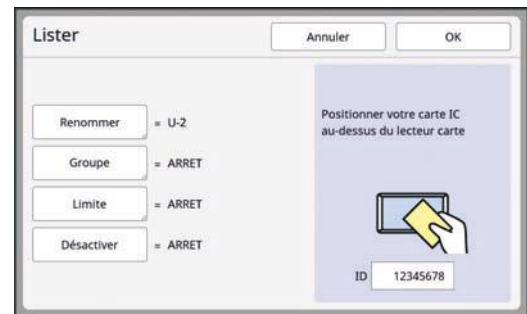 Lister
Annuler
OK
Renommer = U-2
Groupe = ARRET
Limite = ARRET
Désactiver = ARRET
Positionner votre carte IC
au-dessus du lecteur carte
ID 12345678